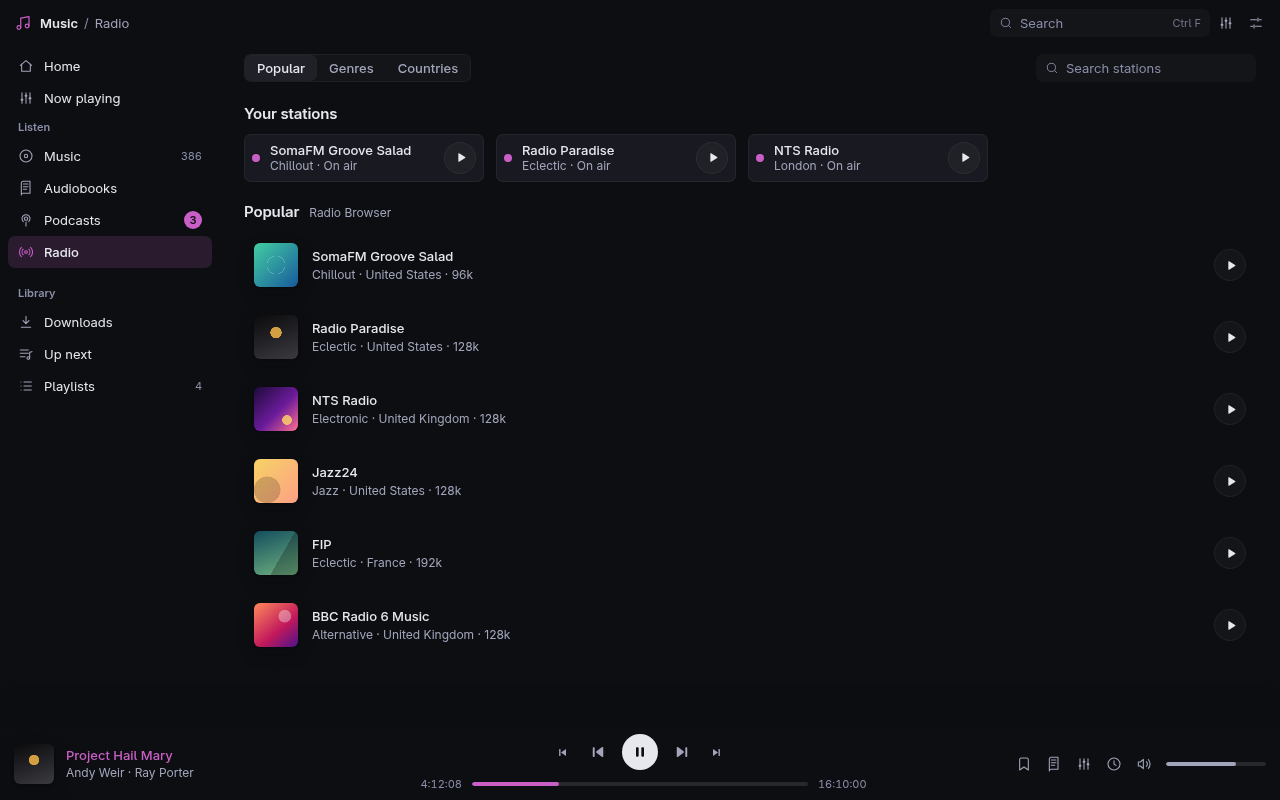 Music / Radio
Search
Ctrl F
Home
Now playing
Listen
Music 386
Audiobooks
Podcasts 3
Radio
Library
Downloads
Up next
Playlists 4
Popular Genres Countries
Search stations
Your stations
SomaFM Groove Salad
Chillout · On air
Radio Paradise
Eclectic · On air
NTS Radio
London · On air
Popular Radio Browser
SomaFM Groove Salad
Chillout · United States · 96k
Radio Paradise
Eclectic · United States · 128k
NTS Radio
Electronic · United Kingdom · 128k
Jazz24
Jazz · United States · 128k
FIP
Eclectic · France · 192k
BBC Radio 6 Music
Alternative · United Kingdom · 128k
Project Hail Mary
Andy Weir · Ray Porter
4:12:08
16:10:00